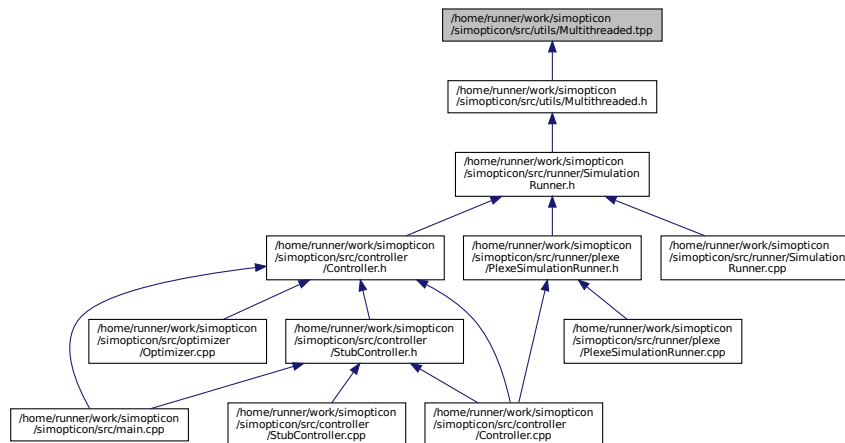 /home/runner/work/simopticon
/simopticon/src/utils/Multithreaded.tpp
/home/runner/work/simopticon
/simopticon/src/utils/Multithreaded.h
/home/runner/work/simopticon
/simopticon/src/runner/Simulation
Runner.h
/home/runner/work/simopticon
/simopticon/src/controller
/Controller.h
/home/runner/work/simopticon
/simopticon/src/runner/plexe
/PlexeSimulationRunner.h
/home/runner/work/simopticon
/simopticon/src/runner/Simulation
Runner.cpp
/home/runner/work/simopticon
/simopticon/src/optimizer
/Optimizer.cpp
/home/runner/work/simopticon
/simopticon/src/controller
/StubController.h
/home/runner/work/simopticon
/simopticon/src/runner/plexe
/PlexeSimulationRunner.cpp
/home/runner/work/simopticon
/simopticon/src/main.cpp
/home/runner/work/simopticon
/simopticon/src/controller
/StubController.cpp
/home/runner/work/simopticon
/simopticon/src/controller
/Controller.cpp